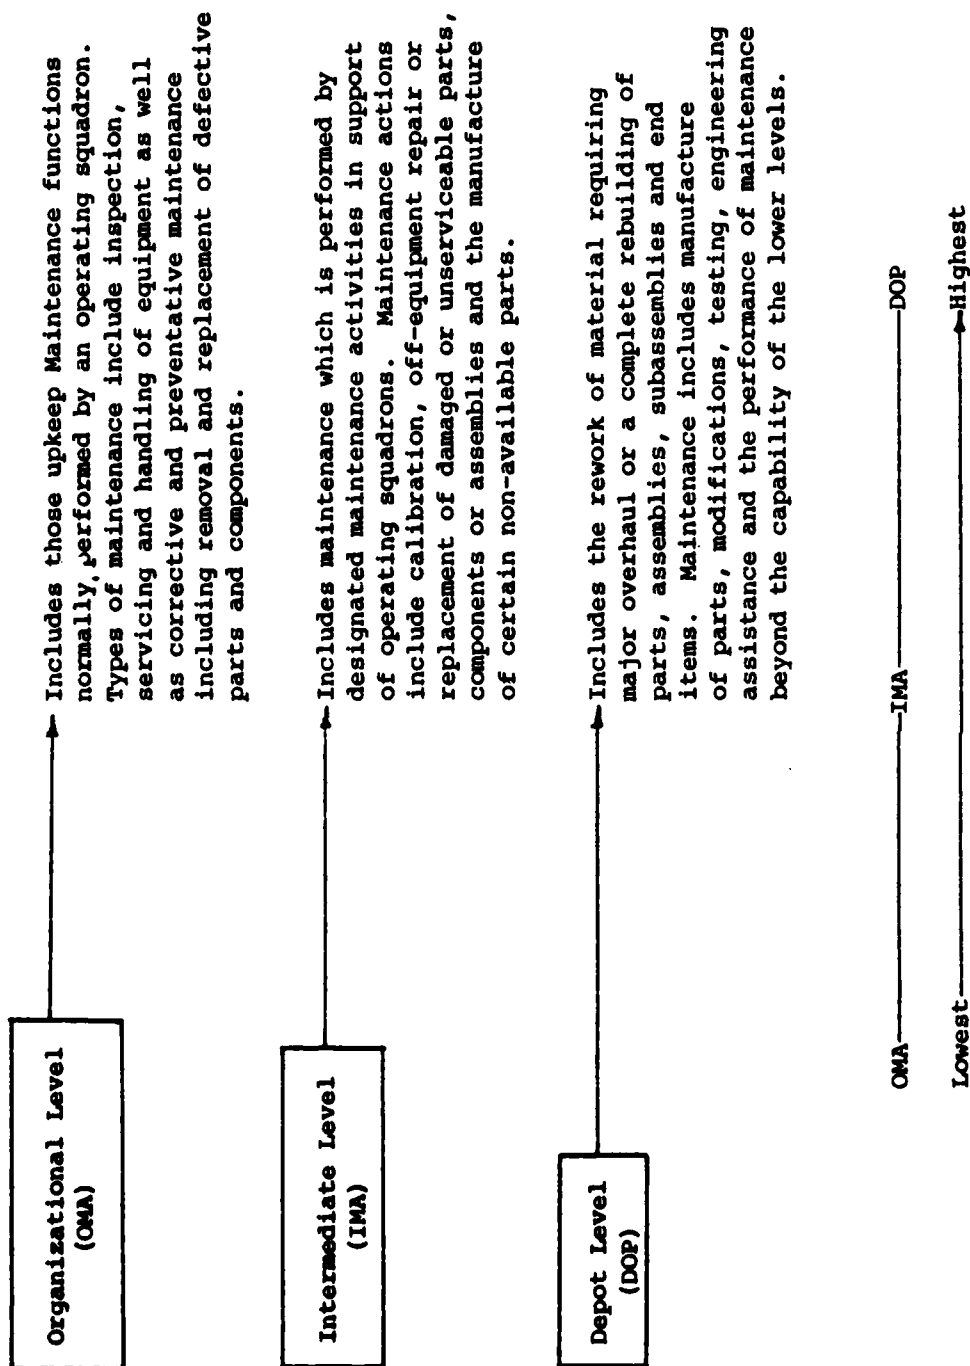 Organizational Level
(OMA)
Includes those upkeep Maintenance functions
normally performed by an operating squadron.
Types of maintenance include inspection,
servicing and handling of equipment as well
as corrective and preventative maintenance
including removal and replacement of defective
parts and components.
Intermediate Level
(IMA)
Includes maintenance which is performed by
designated maintenance activities in support
of operating squadrons. Maintenance actions
include calibration, off-equipment repair or
replacement of damaged or unserviceable parts,
components or assemblies and the manufacture
of certain non-available parts.
Depot Level
(DOP)
Includes the rework of material requiring
major overhaul or a complete rebuilding of
parts, assemblies, subassemblies and end
items. Maintenance includes manufacture
of parts, modifications, testing, engineering
assistance and the performance of maintenance
beyond the capability of the lower levels.
OMA IMA DOP
Lowest Highest